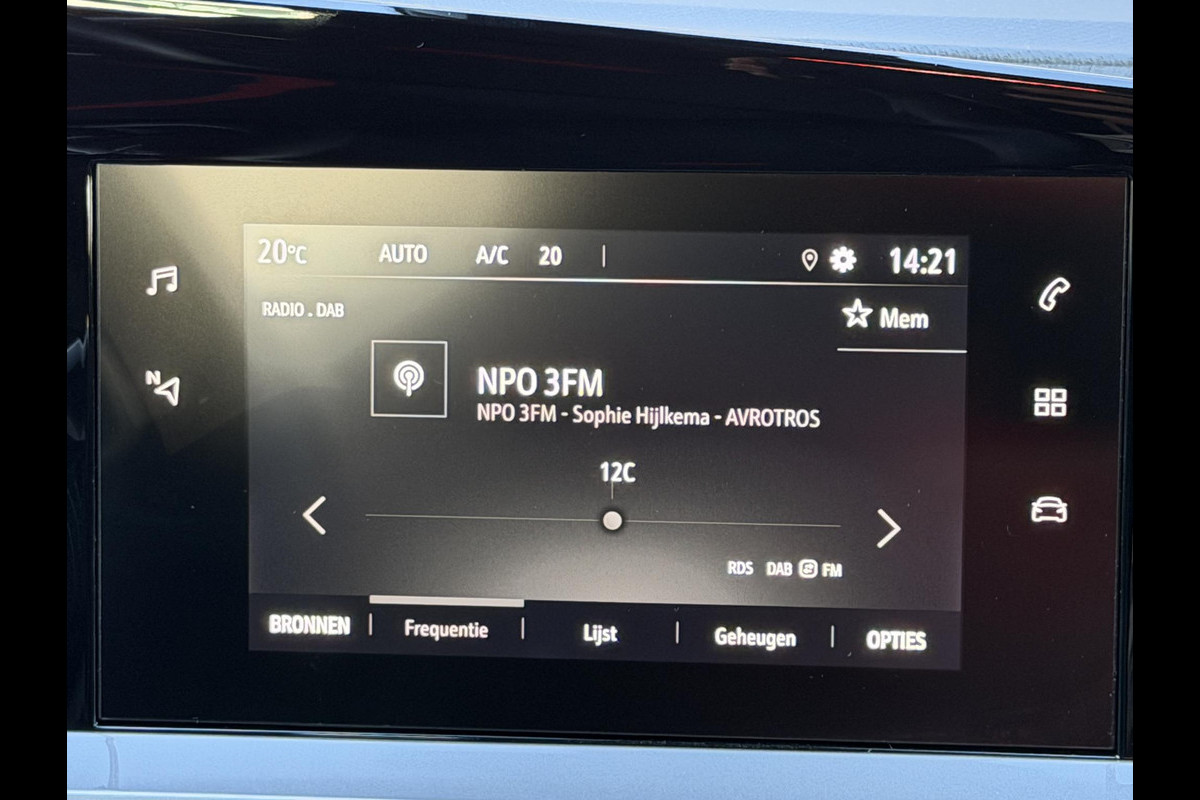 20°C AUTO A/C 20 14:21
RADIO . DAB
Mem
NPO 3FM
NPO 3FM - Sophie Hijlkema - AVROTROS
N
12C
RDS DAB FM
BRONNEN | Frequentie | Lijst | Geheugen | OPTIES